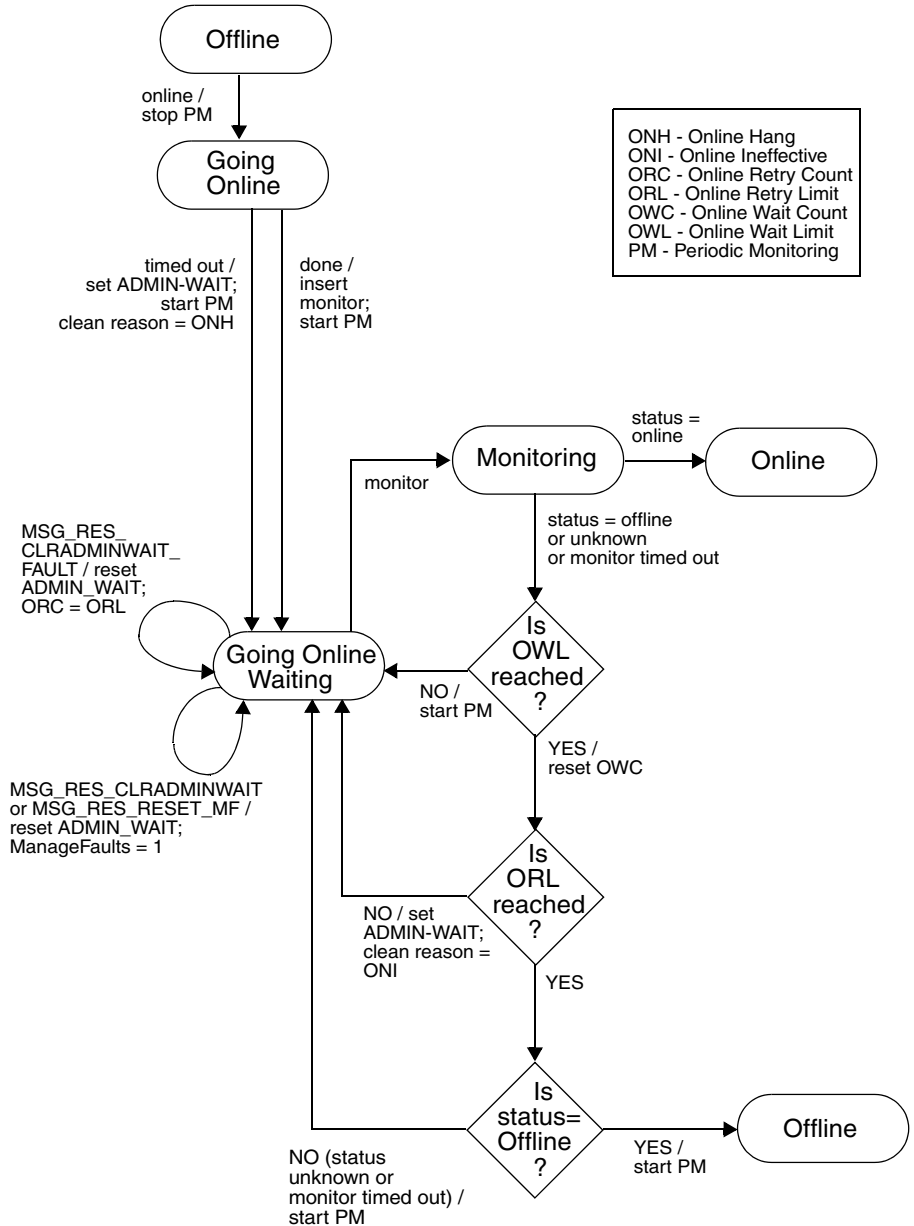 Offline
online /
stop PM
Going
Online
ONH - Online Hang
ONI - Online Ineffective
ORC - Online Retry Count
ORL - Online Retry Limit
OWC - Online Wait Count
OWL - Online Wait Limit
PM - Periodic Monitoring
timed out /
set ADMIN-WAIT;
start PM
clean reason = ONH
done /
insert
monitor;
start PM
Monitoring
status =
online
Online
monitor
status = offline
or unknown
or monitor timed out
MSG_RES_
CLRADMINWAIT_
FAULT / reset
ADMIN_WAIT;
ORC = ORL
Going Online
Waiting
Is
OWL
reached
?
NO /
start PM
YES /
reset OWC
MSG_RES_CLRADMINWAIT
or MSG_RES_RESET_MF /
reset ADMIN_WAIT;
ManageFaults = 1
Is
ORL
reached
?
NO / set
ADMIN-WAIT;
clean reason =
ONI
YES
Is
status=
Offline
?
Offline
YES /
start PM
NO (status
unknown or
monitor timed out) /
start PM